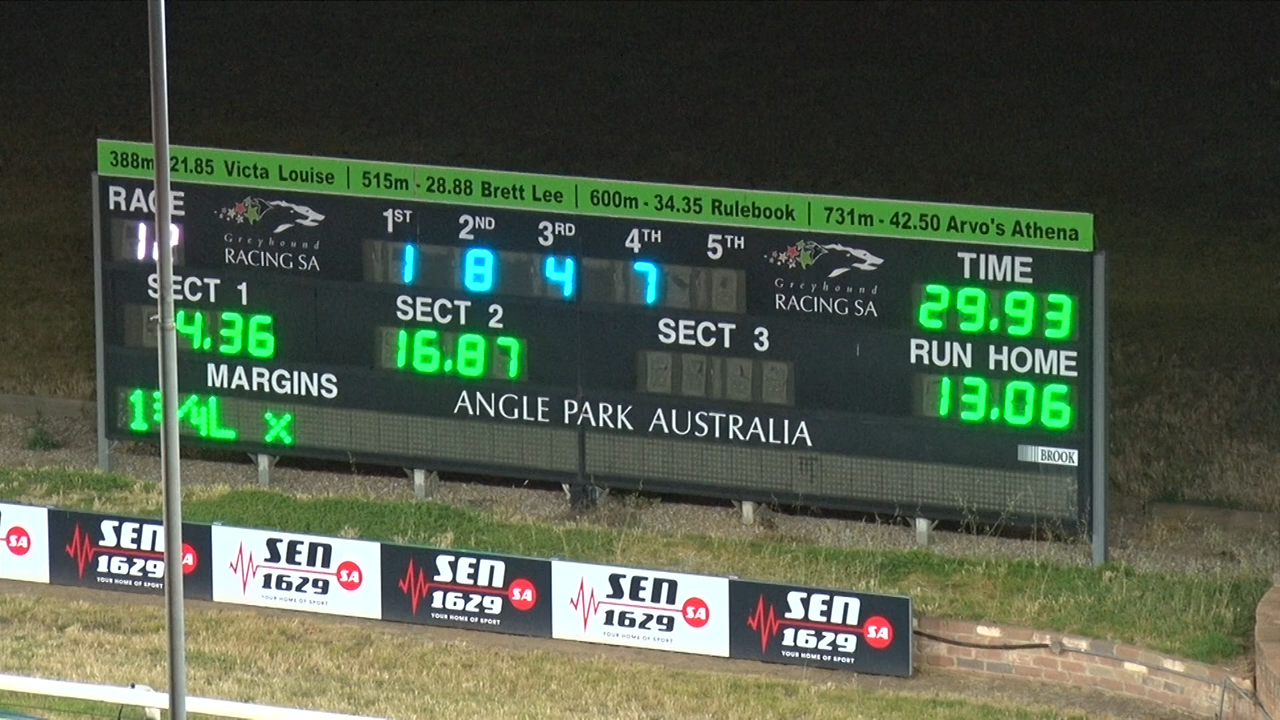 388m 21.85 Victa Louise | 515m - 28.88 Brett Lee | 600m - 34.35 Rulebook | 731m - 42.50 Arvo's Athena
RACE
Greyhound
RACING SA
1ST 2ND 3RD 4TH 5TH
1 8 4 7
Greyhound
RACING SA
TIME
29.93
SECT 1
4.36
SECT 2
16.87
SECT 3
RUN HOME
13.06
MARGINS
ANGLE PARK AUSTRALIA
BROOK
SA
SEN
1629 SA
YOUR HOME OF SPORT
SEN
1629 SA
YOUR HOME OF SPORT
SEN
1629 SA
YOUR HOME OF SPORT
SEN
1629 SA
YOUR HOME OF SPORT
SEN
1629 SA
YOUR HOME OF SPORT